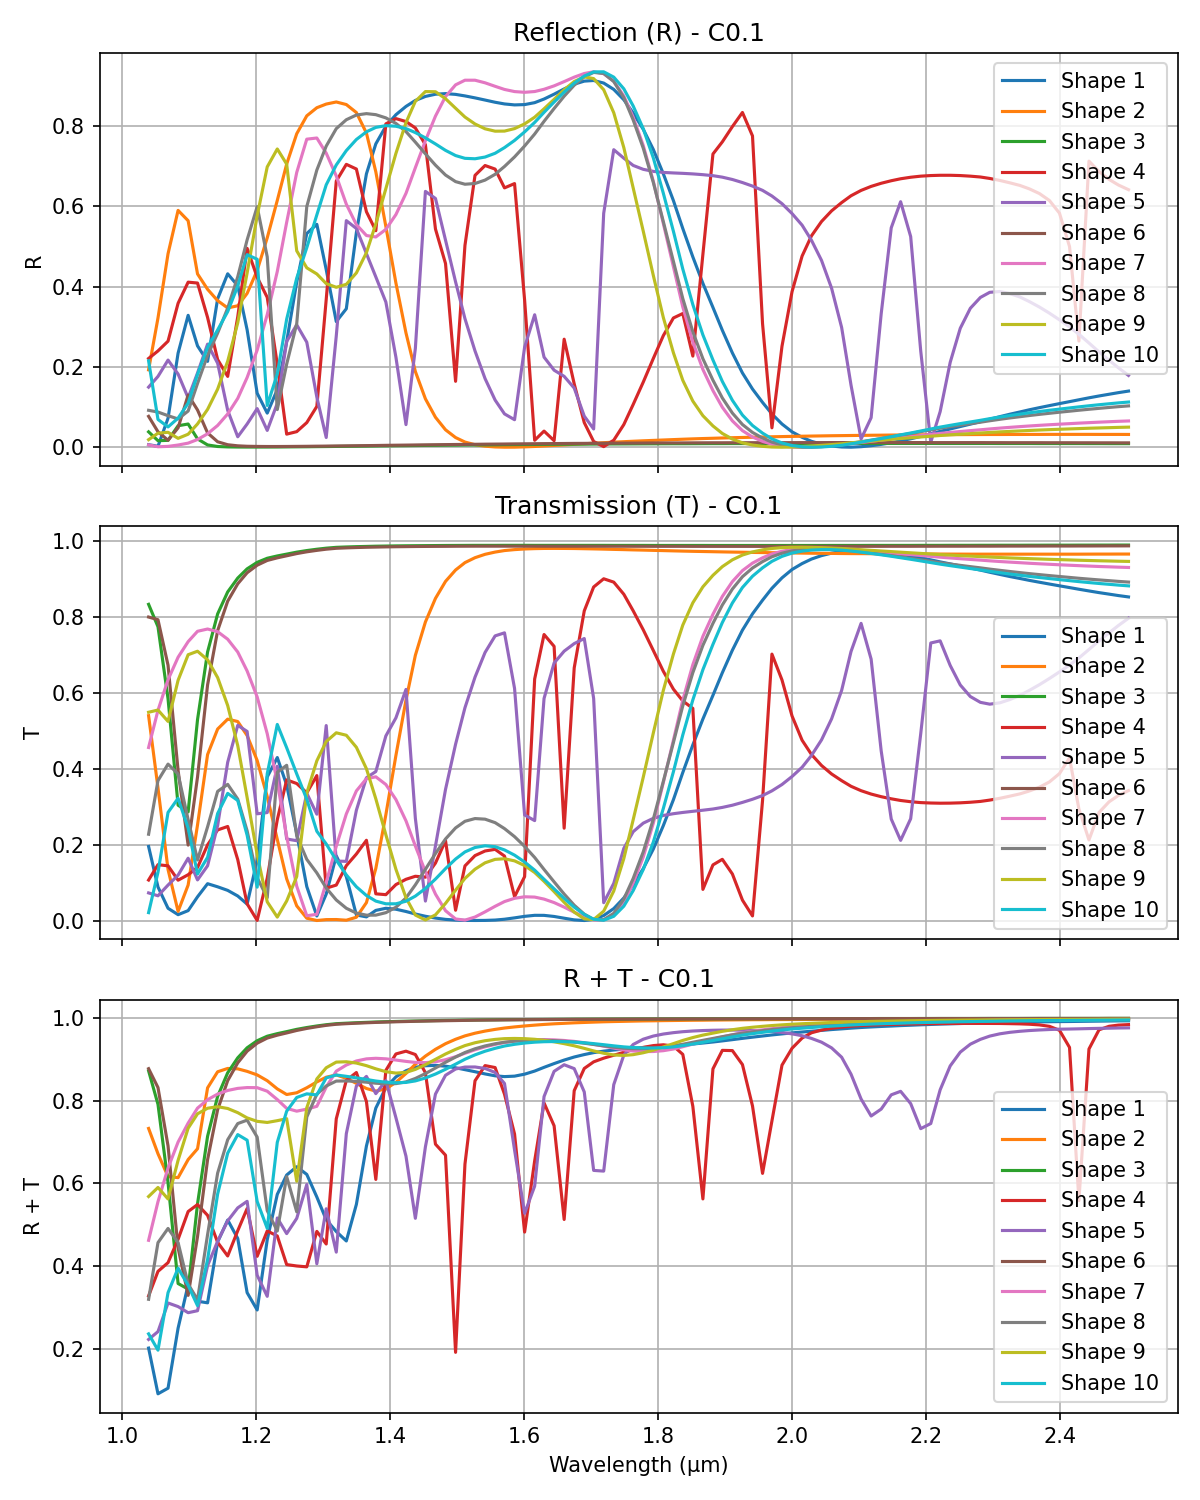 Reflection (R) - C0.1
R
0.0
0.2
0.4
0.6
0.8
Shape 1
Shape 2
Shape 3
Shape 4
Shape 5
Shape 6
Shape 7
Shape 8
Shape 9
Shape 10
Transmission (T) - C0.1
T
0.0
0.2
0.4
0.6
0.8
1.0
Shape 1
Shape 2
Shape 3
Shape 4
Shape 5
Shape 6
Shape 7
Shape 8
Shape 9
Shape 10
R + T - C0.1
R + T
0.2
0.4
0.6
0.8
1.0
Shape 1
Shape 2
Shape 3
Shape 4
Shape 5
Shape 6
Shape 7
Shape 8
Shape 9
Shape 10
1.0 1.2 1.4 1.6 1.8 2.0 2.2 2.4
Wavelength (µm)